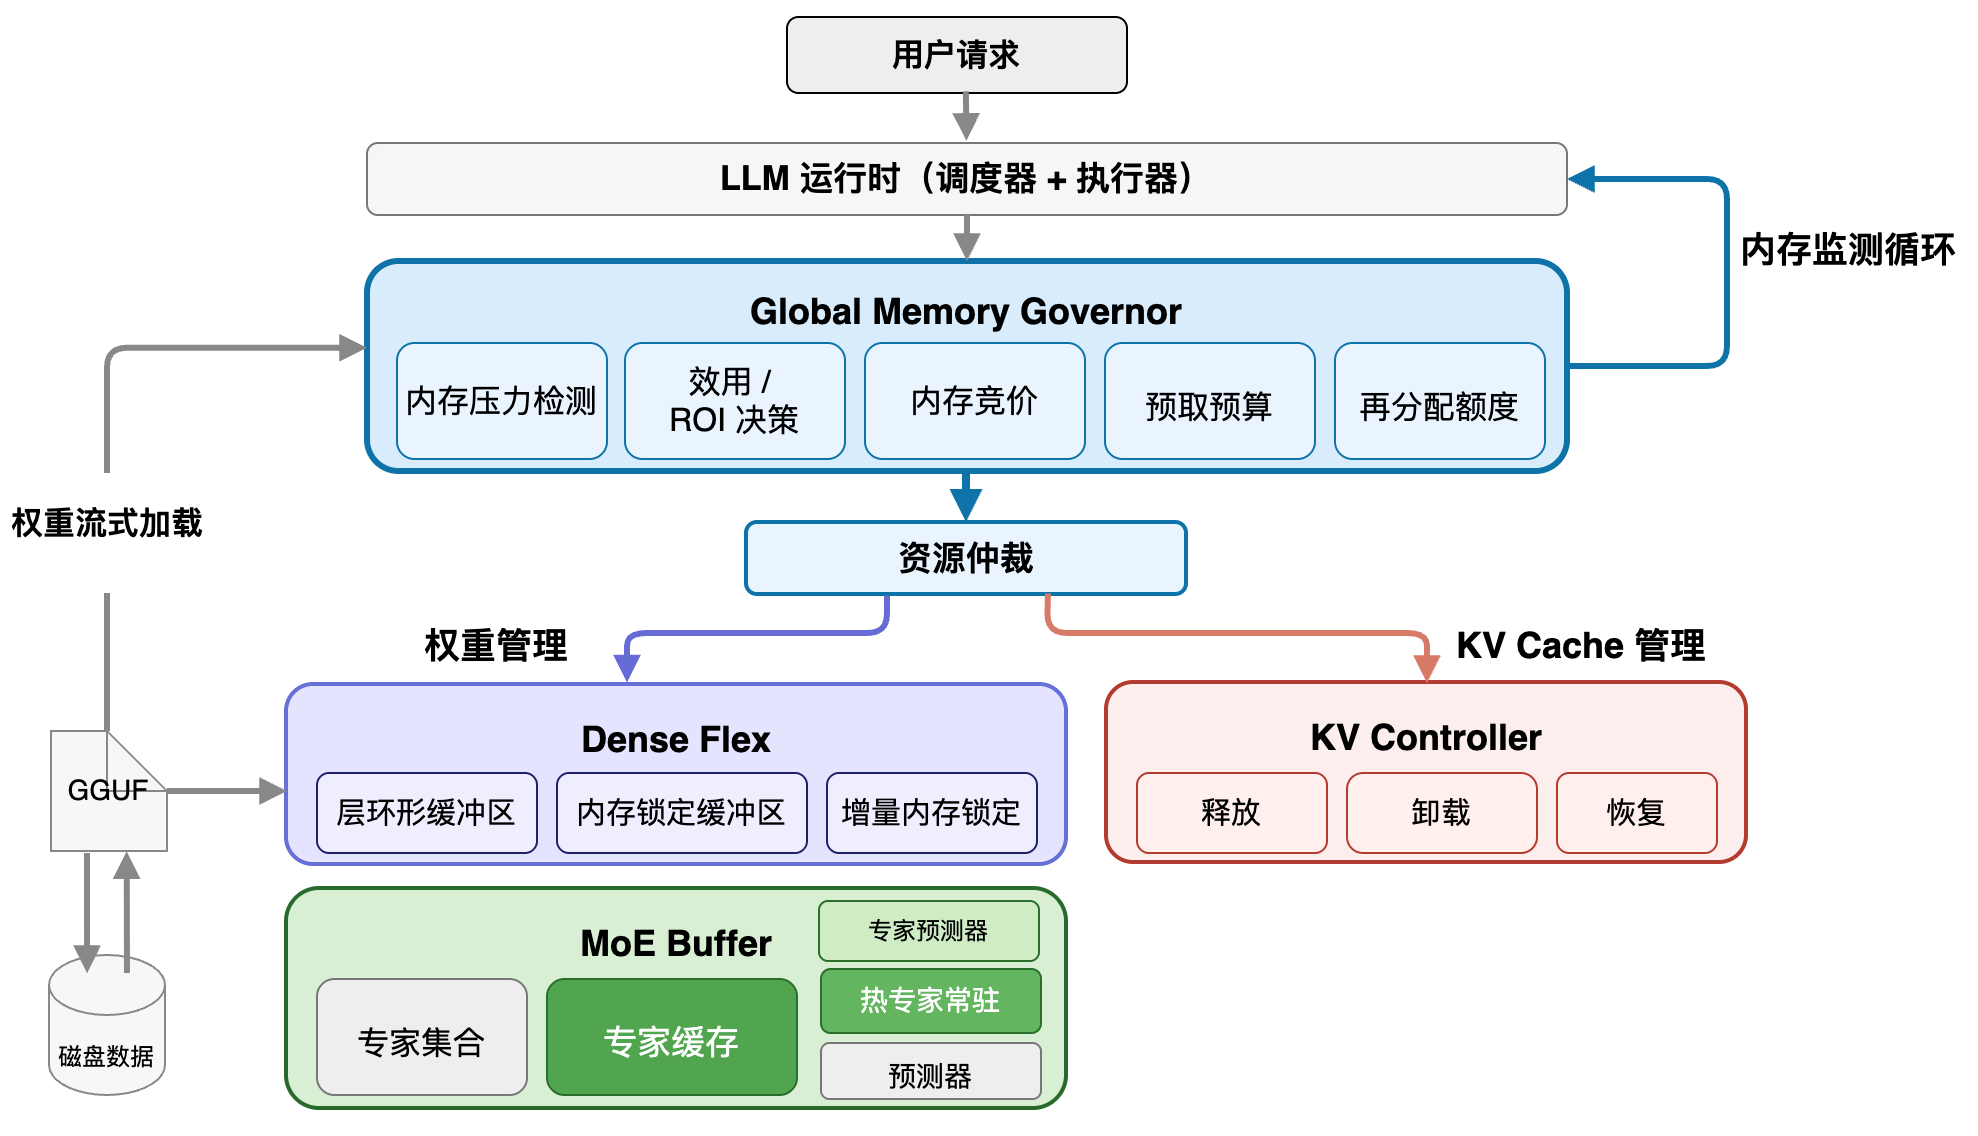 用户请求
LLM 运行时（调度器 + 执行器）
内存监测循环
Global Memory Governor
内存压力检测
效用 /
ROI 决策
内存竞价
预取预算
再分配额度
权重流式加载
资源仲裁
权重管理
KV Cache 管理
Dense Flex
层环形缓冲区
内存锁定缓冲区
增量内存锁定
KV Controller
释放
卸载
恢复
GGUF
MoE Buffer
专家集合
专家缓存
专家预测器
热专家常驻
预测器
磁盘数据